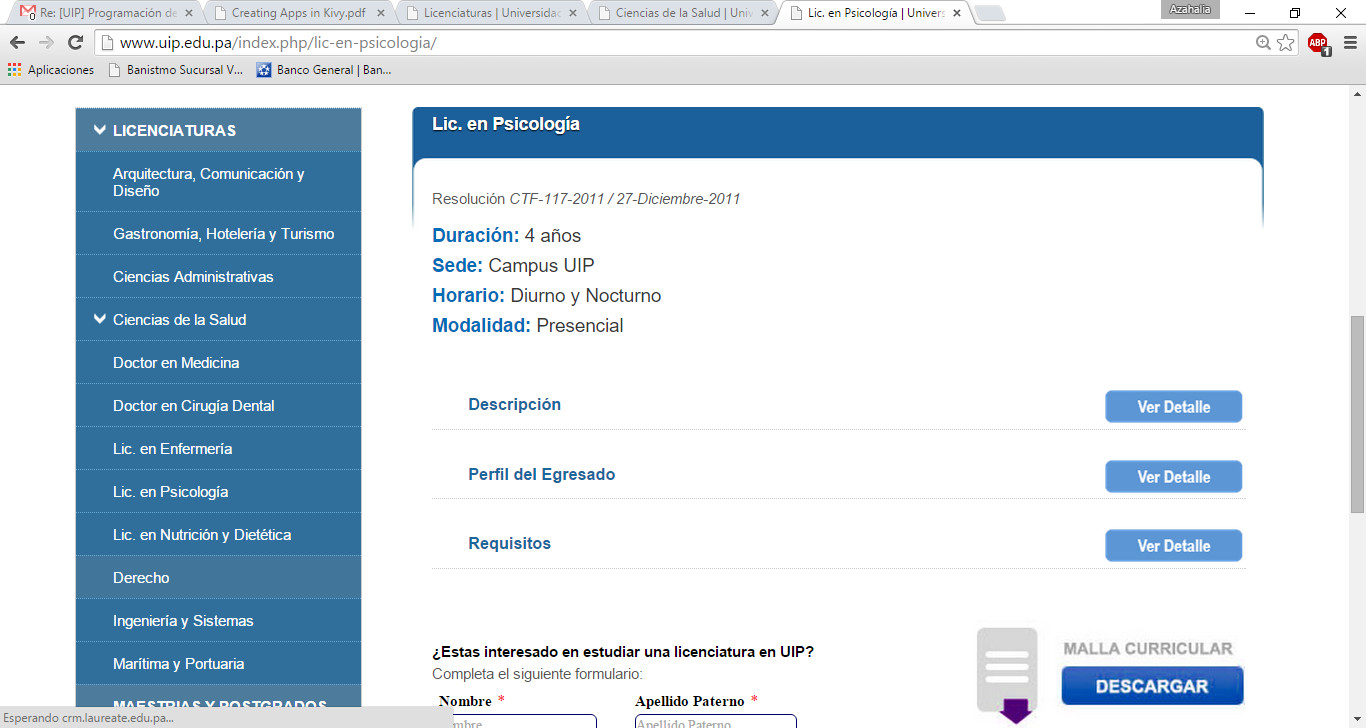 [UIP] Programación de
Creating Apps in Kivy.pdf
Licenciaturas | Universidad
Ciencias de la Salud | Univ
Lic. en Psicología | Univers
Azahalia
www.uip.edu.pa/index.php/lic-en-psicologia/
ABP
1
Aplicaciones
Banistmo Sucursal V...
Banco General | Ban...
LICENCIATURAS
Arquitectura, Comunicación y
Diseño
Gastronomía, Hotelería y Turismo
Ciencias Administrativas
Ciencias de la Salud
Doctor en Medicina
Doctor en Cirugía Dental
Lic. en Enfermería
Lic. en Psicología
Lic. en Nutrición y Dietética
Derecho
Ingeniería y Sistemas
Marítima y Portuaria
MAESTRIAS Y POSTGRADOS
Lic. en Psicología
Resolución CTF-117-2011 / 27-Diciembre-2011
Duración: 4 años
Sede: Campus UIP
Horario: Diurno y Nocturno
Modalidad: Presencial
Descripción
Ver Detalle
Perfil del Egresado
Ver Detalle
Requisitos
Ver Detalle
¿Estas interesado en estudiar una licenciatura en UIP?
Completa el siguiente formulario:
Nombre *
Apellido Paterno *
mbre
Apellido Paterno
MALLA CURRICULAR
DESCARGAR
Esperando crm.laureate.edu.pa...